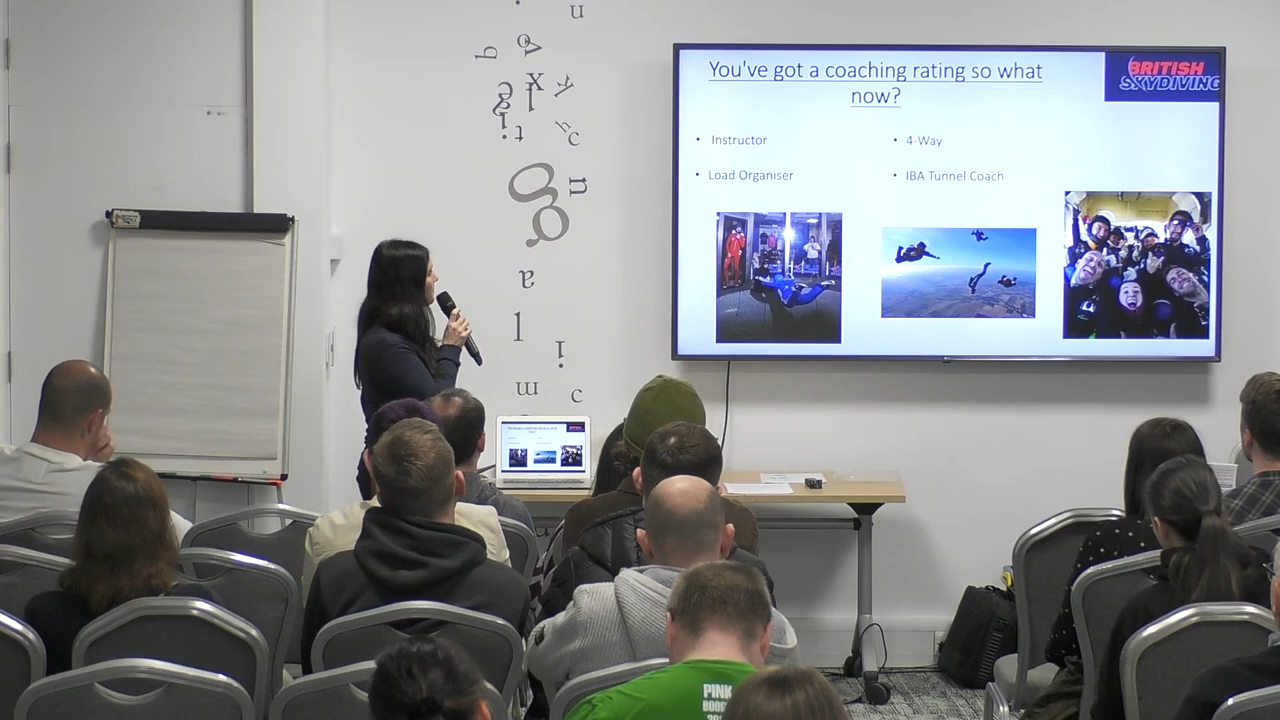 You've got a coaching rating so what
now?
BRITISH
SKYDIVING
• Instructor
• 4-Way
• Load Organiser
• IBA Tunnel Coach
PINK